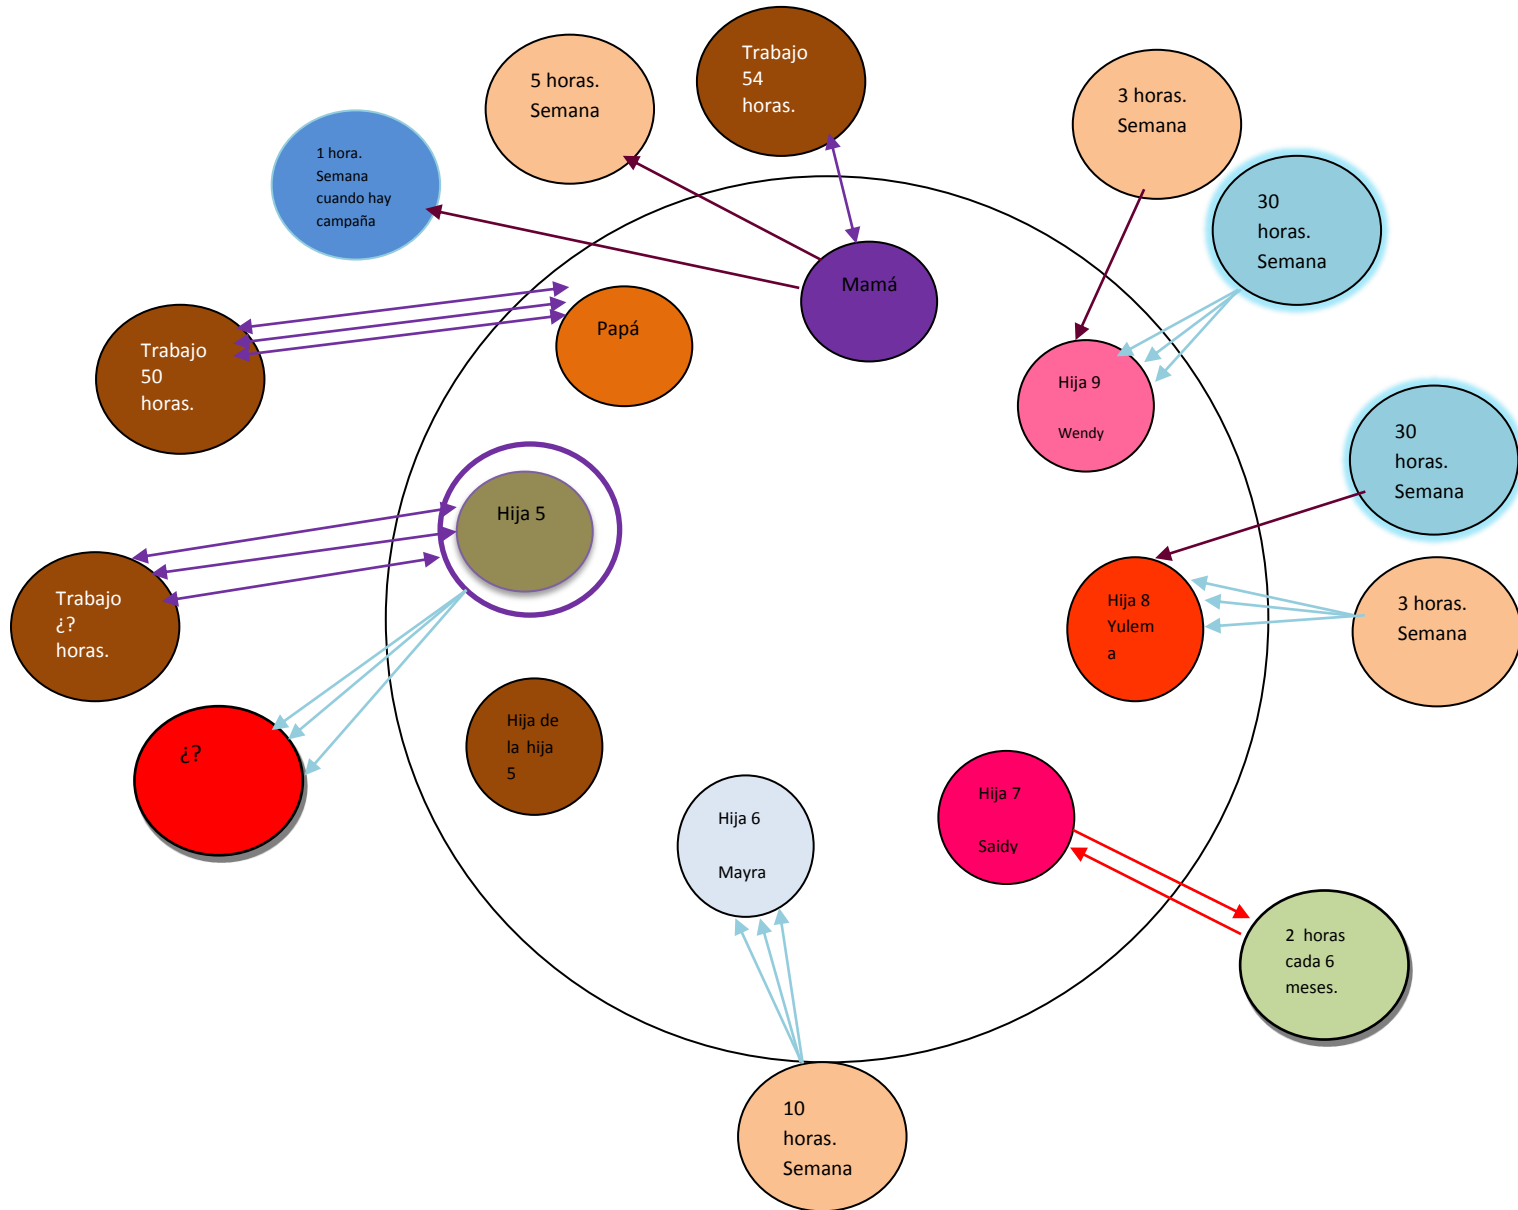 Trabajo
54
horas.
5 horas.
Semana
3 horas.
Semana
1 hora.
Semana
cuando hay
campaña
30
horas.
Semana
Mamá
Papá
Trabajo
50
horas.
Hija 9
Wendy
30
horas.
Semana
Hija 5
Trabajo
¿?
horas.
Hija 8
Yulem
a
3 horas.
Semana
¿?
Hija de
la hija
5
Hija 6
Mayra
Hija 7
Saidy
2 horas
cada 6
meses.
10
horas.
Semana